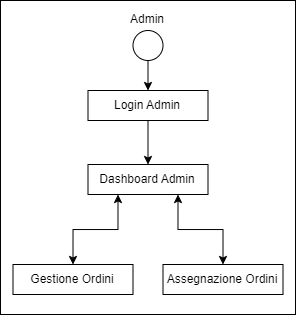 Admin
Login Admin
Dashboard Admin
Gestione Ordini
Assegnazione Ordini